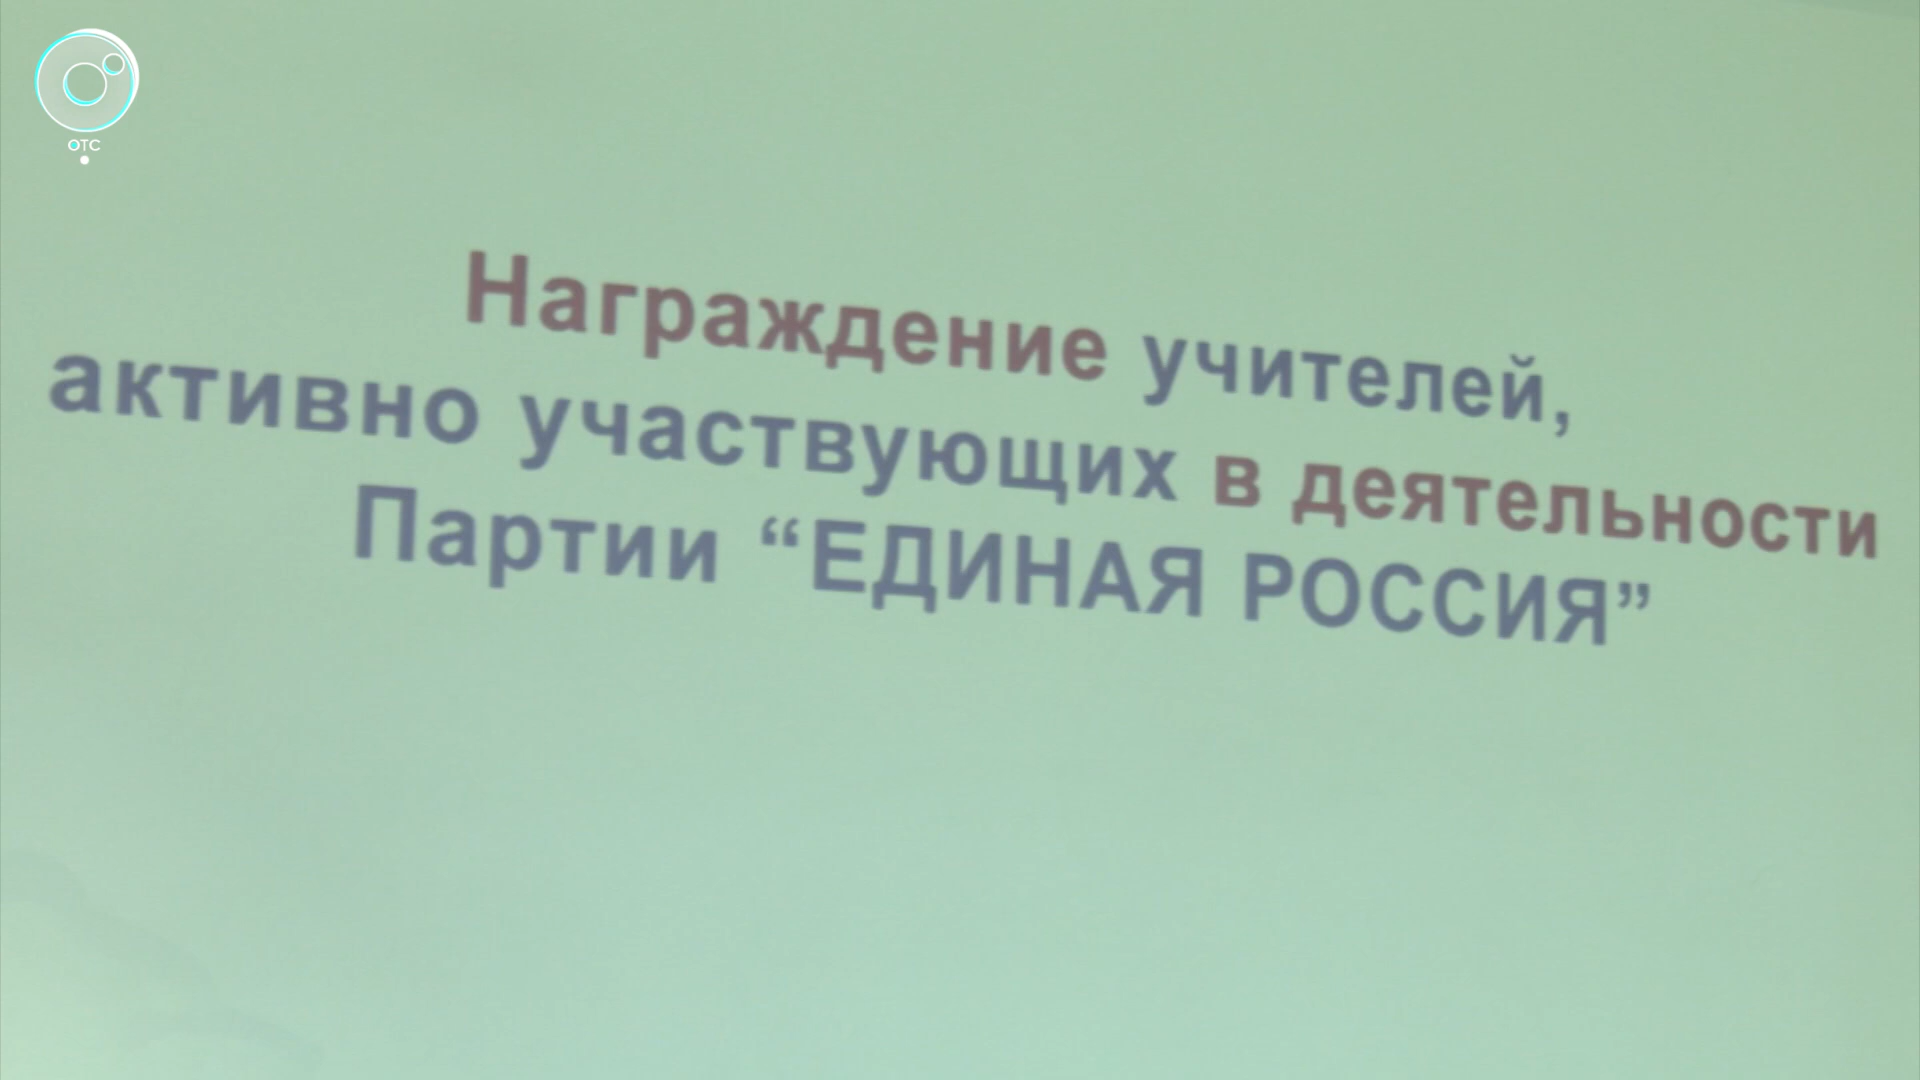 ОТС
Награждение учителей,
активно участвующих в деятельности
Партии “ЕДИНАЯ РОССИЯ”